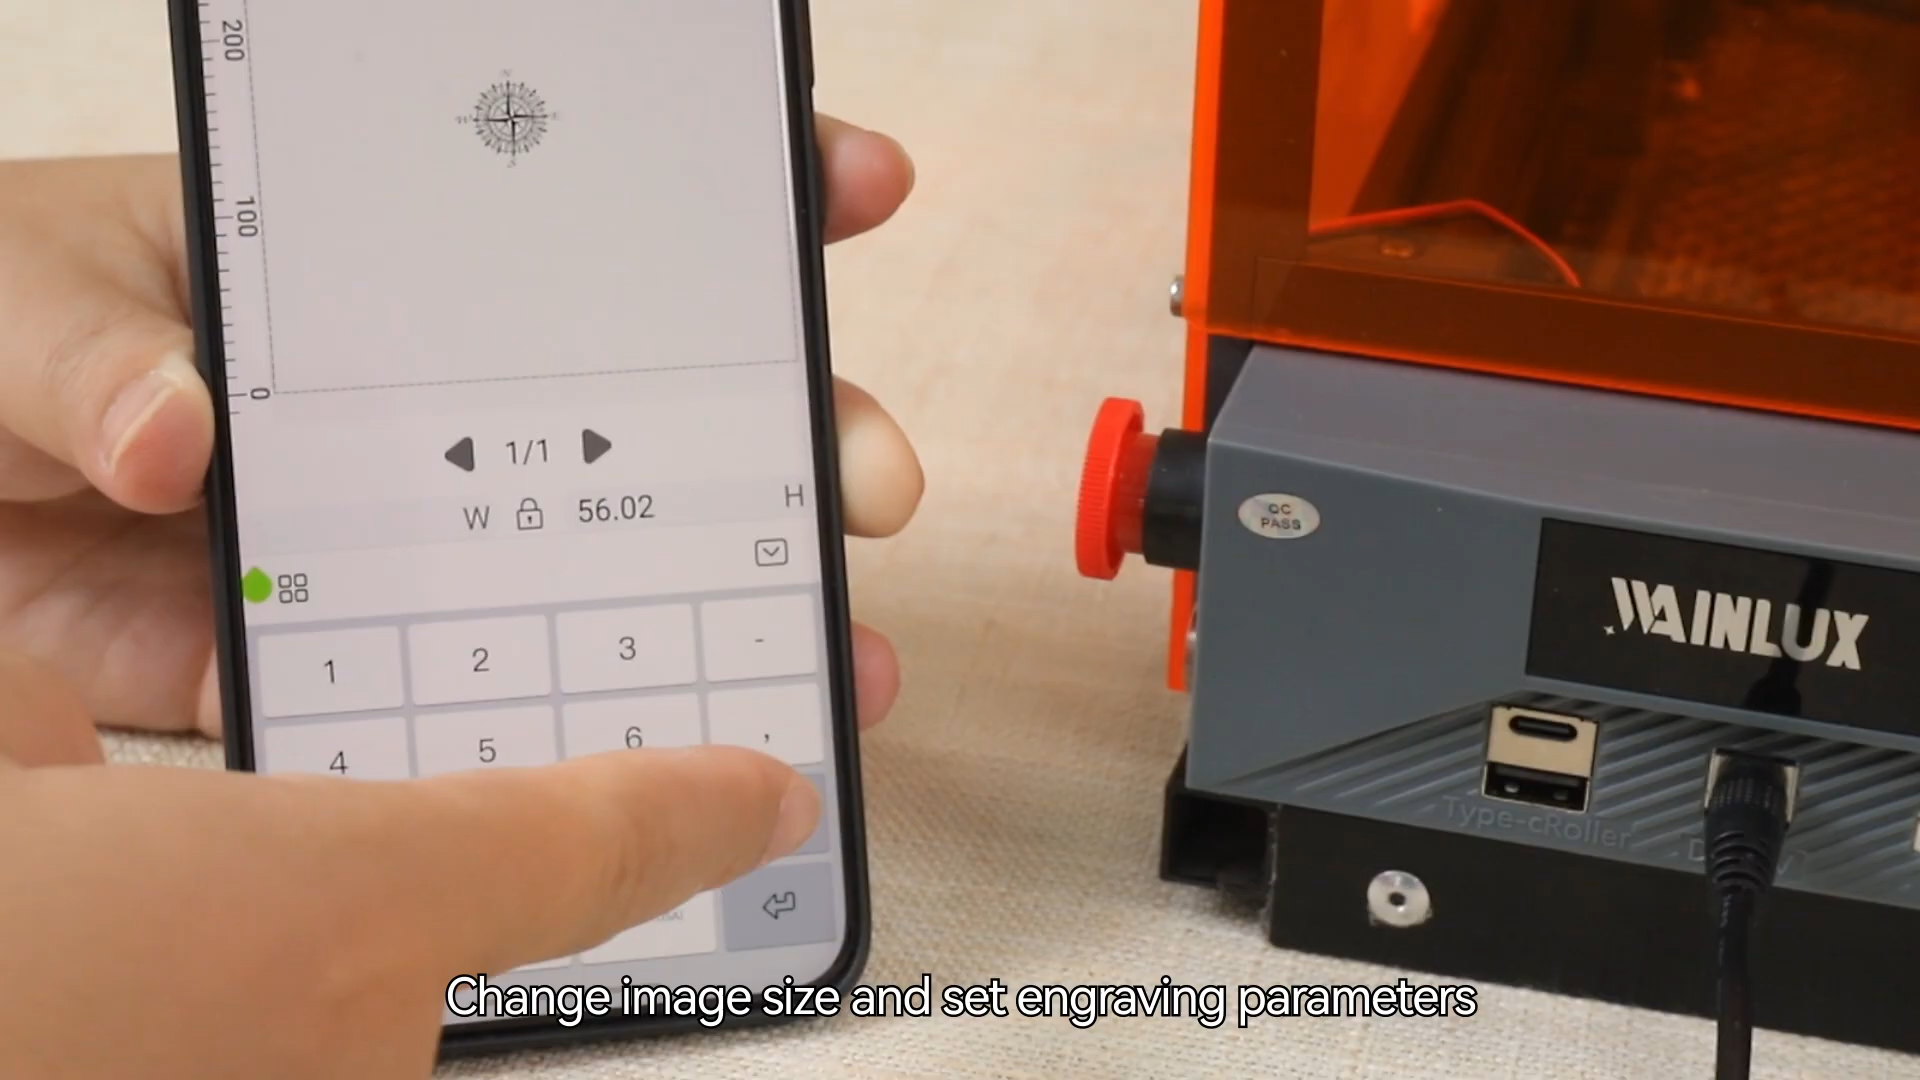 200
100
0
N
W
S
1/1
W 56.02 H
1 2 3 -
4 5 6 ,
QC
PASS
WAINLUX
Type-c Roller
Change image size and set engraving parameters